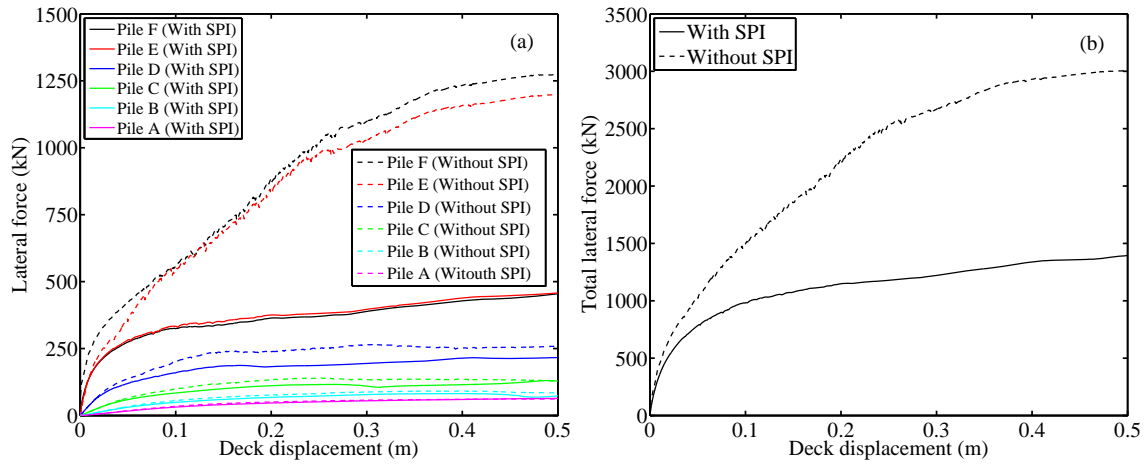 (a)
Lateral force (kN)
1500
1250
1000
750
500
250
0
Pile F (With SPI)
Pile E (With SPI)
Pile D (With SPI)
Pile C (With SPI)
Pile B (With SPI)
Pile A (With SPI)
Pile F (Without SPI)
Pile E (Without SPI)
Pile D (Without SPI)
Pile C (Without SPI)
Pile B (Without SPI)
Pile A (Witouth SPI)
0 0.1 0.2 0.3 0.4 0.5
Deck displacement (m)
(b)
Total lateral force (kN)
3500
3000
2500
2000
1500
1000
500
0
With SPI
Without SPI
0 0.1 0.2 0.3 0.4 0.5
Deck displacement (m)